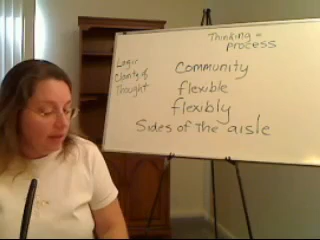 Thinking =
process
Logic
Clarity of
Thought
Community
flexible
flexibly
Sides of The aisle